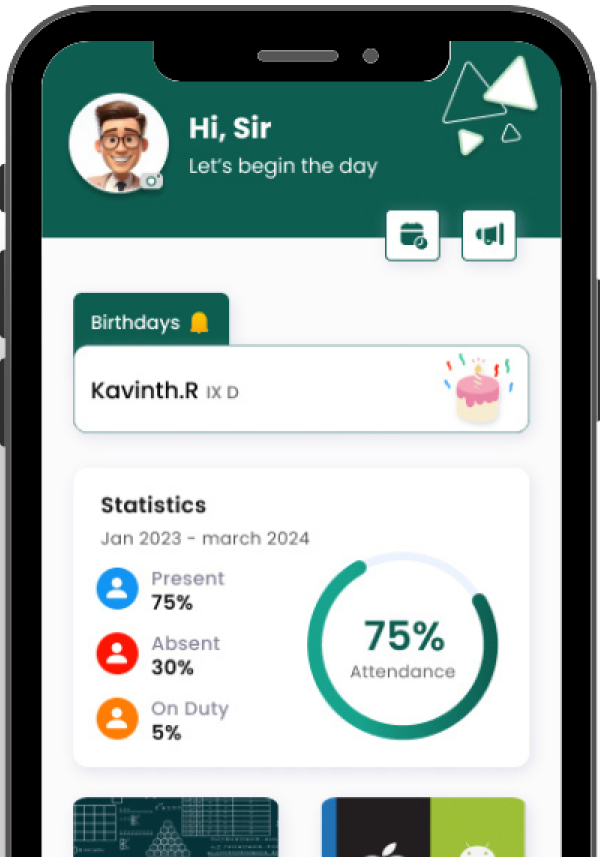 Hi, Sir
Let's begin the day
Birthdays
Kavinth.R IX D
Statistics
Jan 2023 - march 2024
Present
75%
Absent
30%
On Duty
5%
75%
Attendance